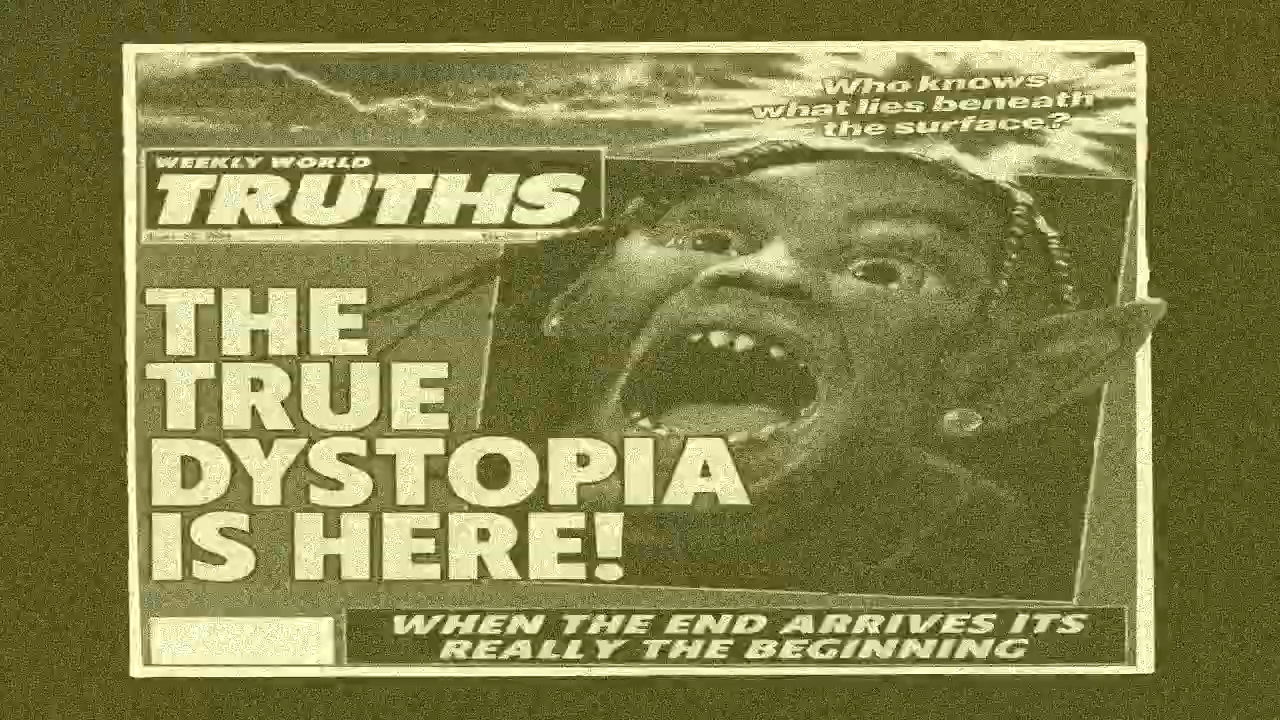 Who knows
what lies beneath
the surface?
WEEKLY WORLD
TRUTHS
THE
TRUE
DYSTOPIA
IS HERE!
WHEN THE END ARRIVES ITS
REALLY THE BEGINNING